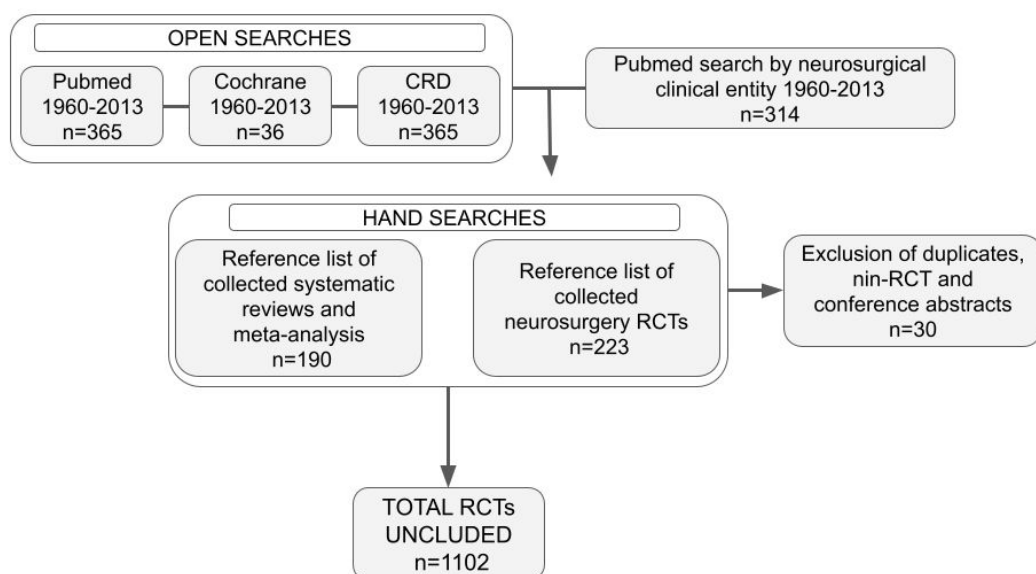 OPEN SEARCHES
Pubmed
1960-2013
n=365
Cochrane
1960-2013
n=36
CRD
1960-2013
n=365
Pubmed search by neurosurgical
clinical entity 1960-2013
n=314
HAND SEARCHES
Reference list of
collected systematic
reviews and
meta-analysis
n=190
Reference list of
collected
neurosurgery RCTs
n=223
Exclusion of duplicates,
nin-RCT and
conference abstracts
n=30
TOTAL RCTs
UNCLUDED
n=1102